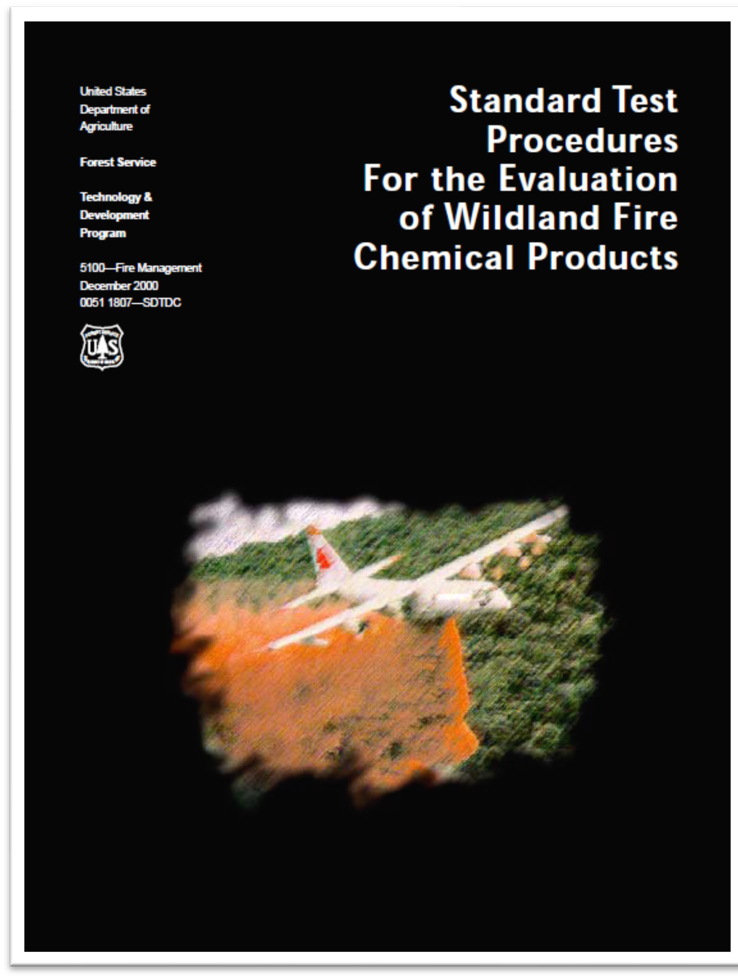 United States
Department of
Agriculture
Forest Service
Technology &
Development
Program
5100—Fire Management
December 2000
0051 1807—SDTDC
Standard Test
Procedures
For the Evaluation
of Wildland Fire
Chemical Products
UAS